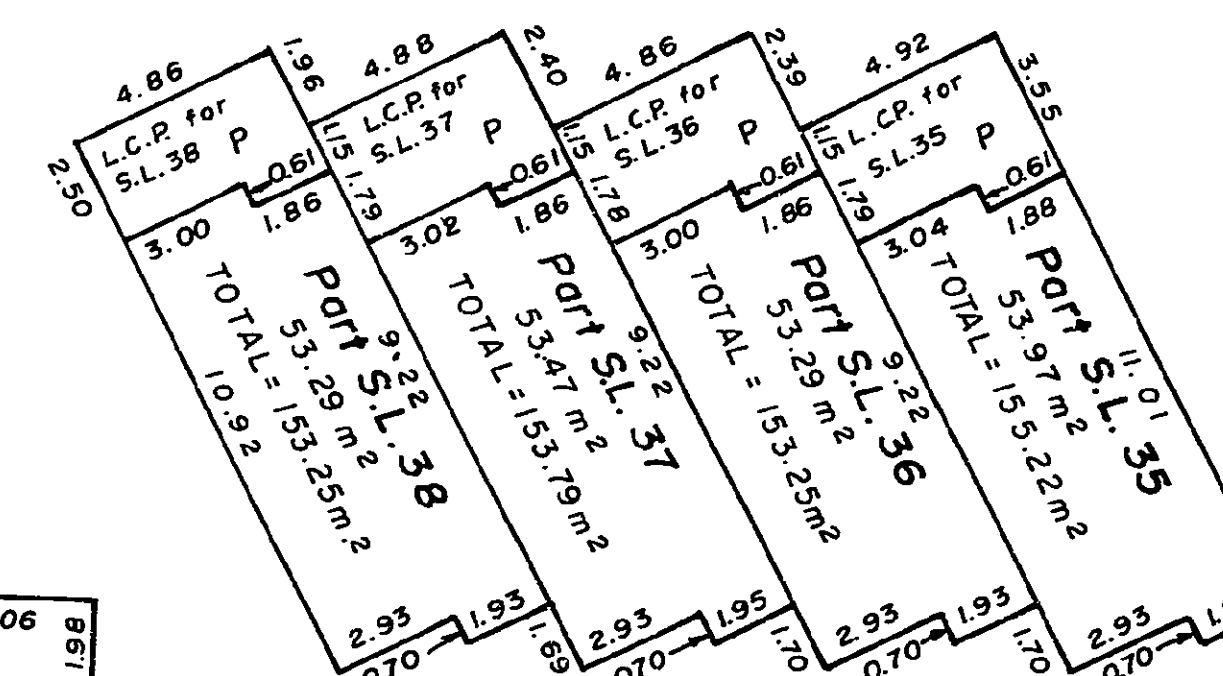 4.86
1.96
L.C.P. for
S.L.38 P
2.50
0.61
3.00
1.86
Part S.L. 38
53.29 m2
TOTAL = 153.25m.2
10.92
9.22
2.93
0.70
1.93
4.88
2.40
L.C.P. for
S.L.37 P
1.15
1.79
0.61
3.02
1.86
Part S.L. 37
53.47 m2
TOTAL = 153.79m2
9.22
1.69
2.93
0.70
1.95
4.86
2.39
L.C.P. for
S.L.36 P
1.15
1.78
0.61
3.00
1.86
Part S.L. 36
53.29 m2
TOTAL = 153.25m2
9.22
1.70
2.93
0.70
1.93
4.92
3.55
L.C.P. for
S.L.35 P
1.15
1.79
0.61
3.04
1.88
Part S.L. 35
53.97 m2
TOTAL = 155.22m2
11.01
1.70
2.93
0.70
06
1.98